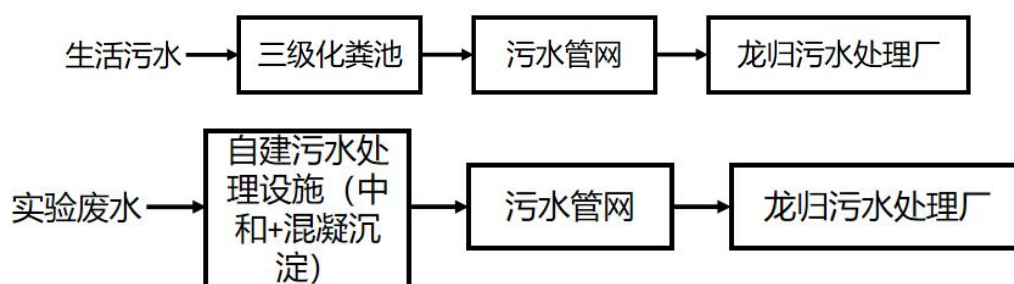 生活污水
三级化粪池
污水管网
龙归污水处理厂
实验废水
自建污水处
理设施（中
和+混凝沉
淀）
污水管网
龙归污水处理厂